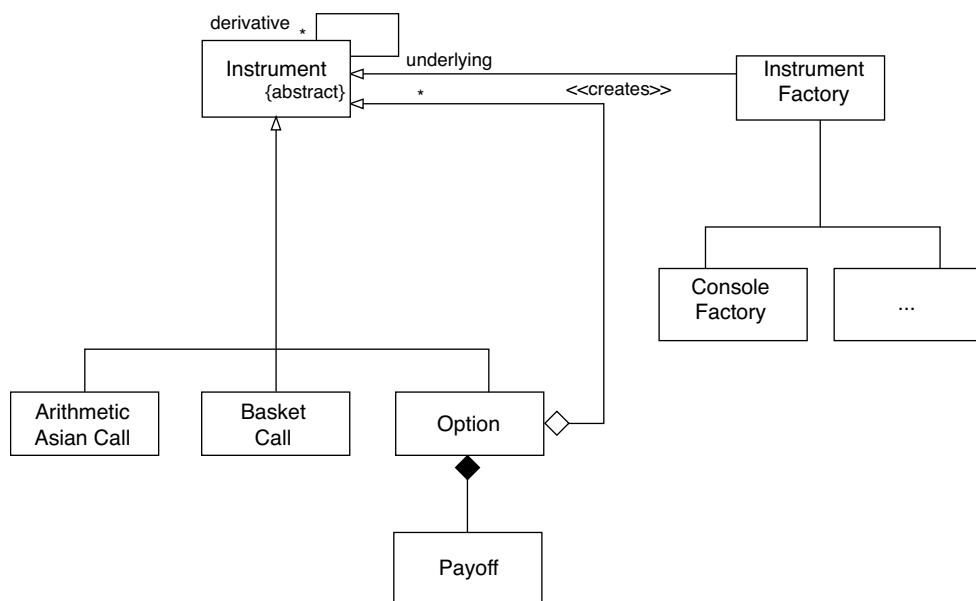 derivative
*
Instrument
{abstract}
underlying
*
<<creates>>
Instrument
Factory
Console
Factory
...
Arithmetic
Asian Call
Basket
Call
Option
Payoff